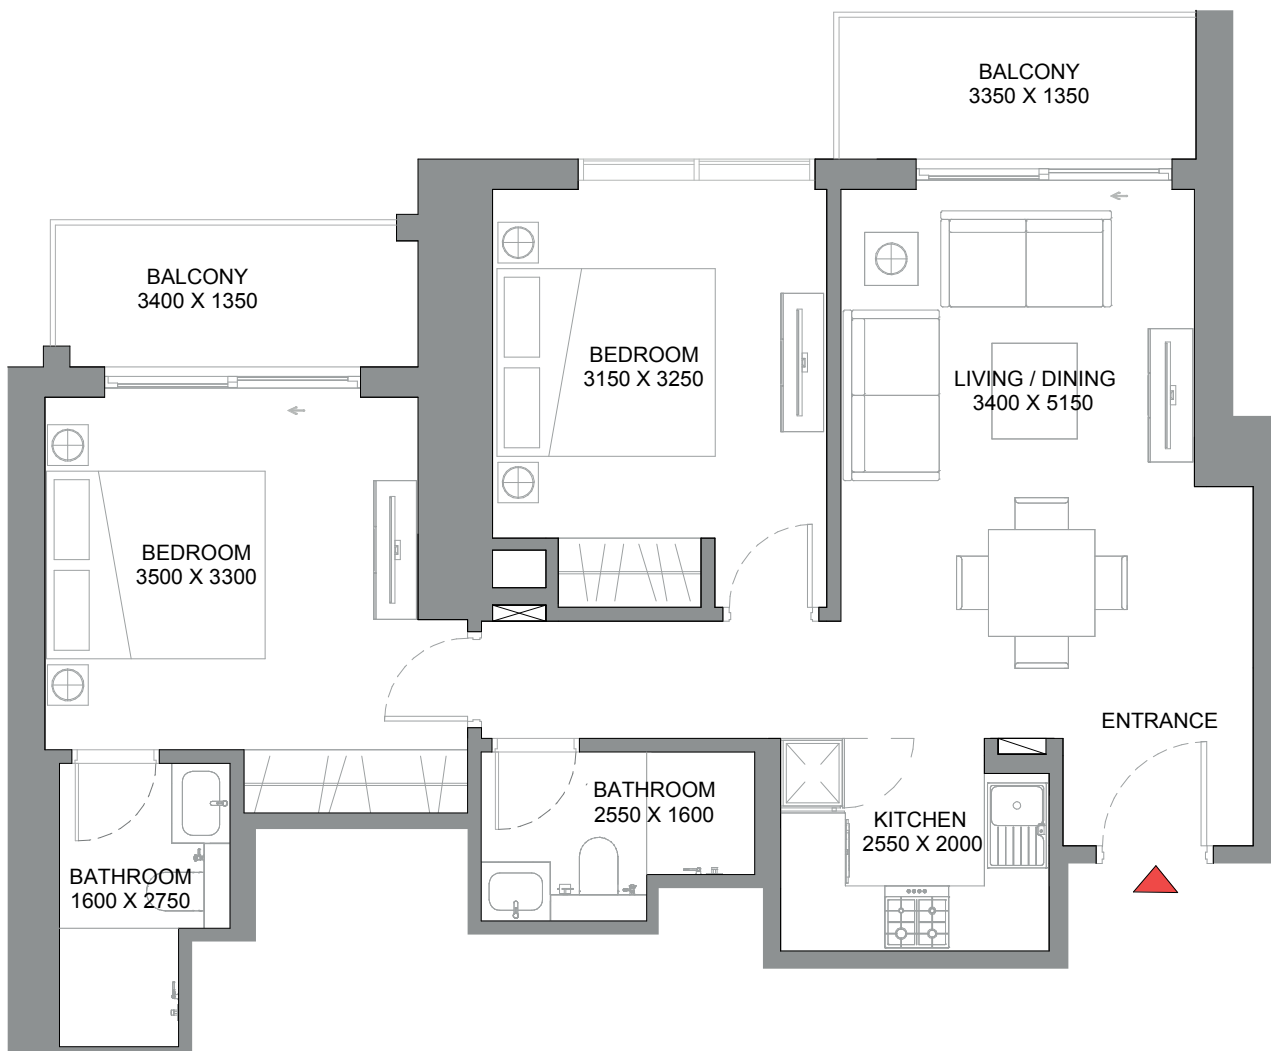 BALCONY
3350 X 1350
BALCONY
3400 X 1350
BEDROOM
3150 X 3250
LIVING / DINING
3400 X 5150
BEDROOM
3500 X 3300
ENTRANCE
BATHROOM
2550 X 1600
KITCHEN
2550 X 2000
BATHROOM
1600 X 2750